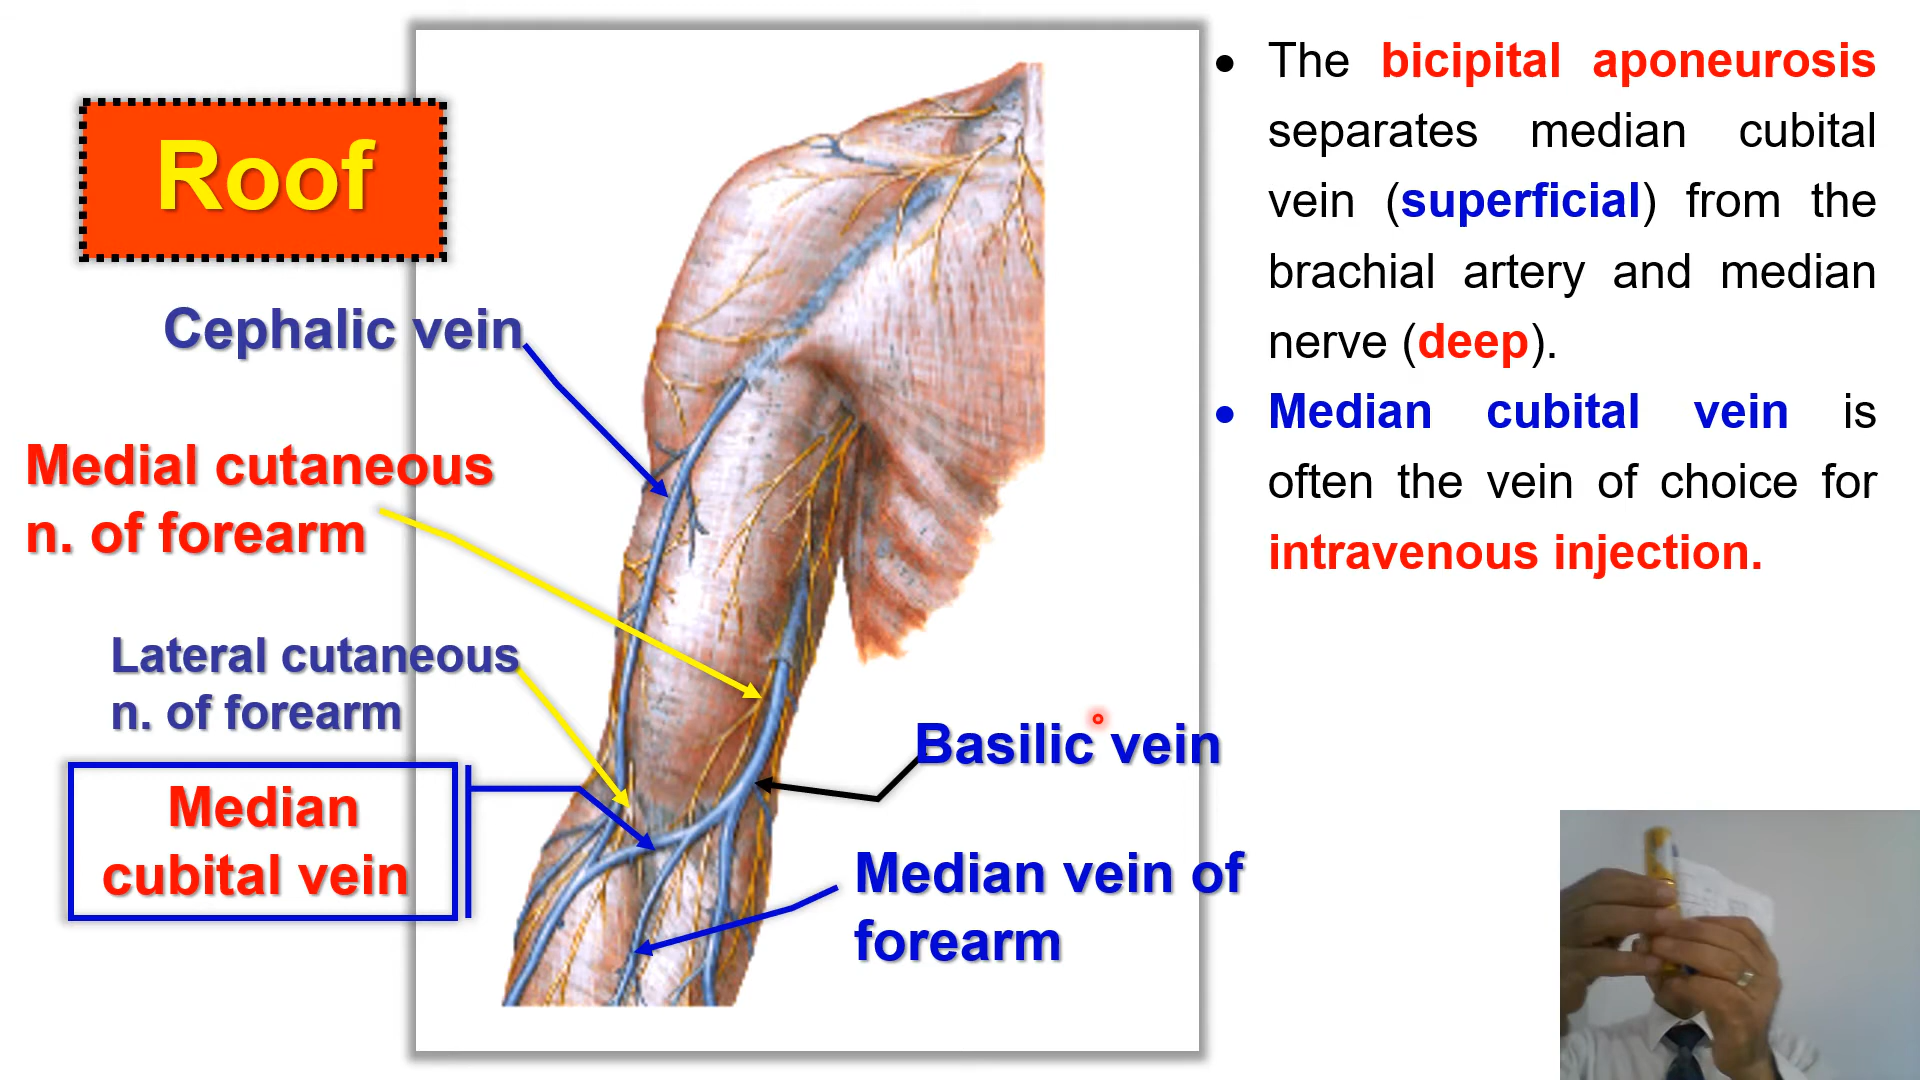 Roof
Cephalic vein
Medial cutaneous
n. of forearm
Lateral cutaneous
n. of forearm
Median
cubital vein
Basilic vein
Median vein of
forearm
• The bicipital aponeurosis
separates median cubital
vein (superficial) from the
brachial artery and median
nerve (deep).
• Median cubital vein is
often the vein of choice for
intravenous injection.